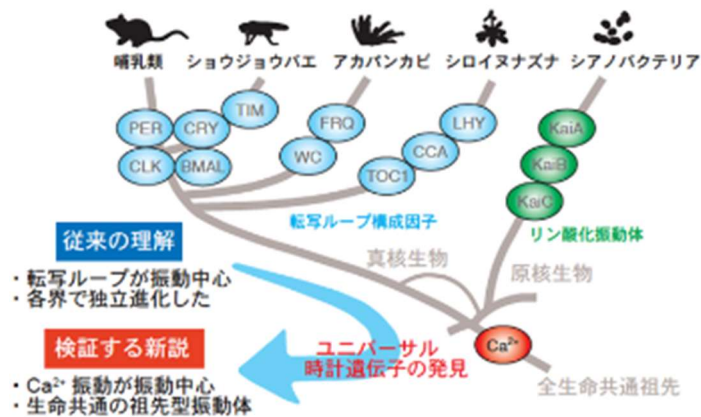 哺乳類
ショウジョウバエ
アカパンカビ
シロイヌナズナ
シアノバクテリア
TIM
PER
CRY
CLK
BMAL
FRQ
WC
LHY
CCA
TOC1
KaiA
KaiB
KaiC
転写ループ構成因子
リン酸化振動体
従来の理解
・転写ループが振動中心
・各界で独立進化した
真核生物
原核生物
検証する新説
・Ca²⁺ 振動が振動中心
・生命共通の祖先型振動体
ユニバーサル
時計遺伝子の発見
Ca²⁺
全生命共通祖先